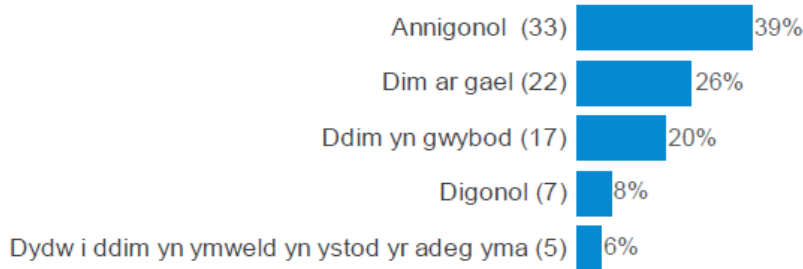 Annigonol (33) 39%
Dim ar gael (22) 26%
Ddim yn gwybod (17) 20%
Digonol (7) 8%
Dydw i ddim yn ymweld yn ystod yr adeg yma (5) 6%